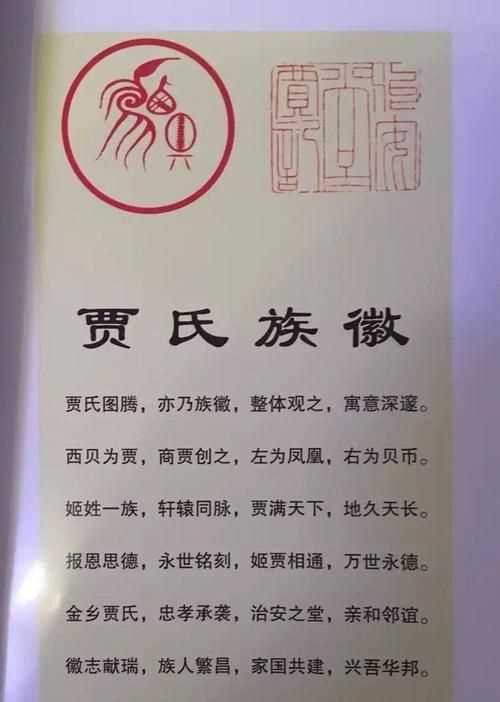 治安堂賈記
贾氏族徽
贾氏图腾，亦乃族徽，整体观之，寓意深邃。
西贝为贾，商贾创之，左为凤凰，右为贝币。
姬姓一族，轩辕同脉，贾满天下，地久天长。
报恩思德，永世铭刻，姬贾相通，万世永德。
金乡贾氏，忠孝承袭，治安之堂，亲和邻谊。
徽志献瑞，族人繁昌，家国共建，兴吾华邦。